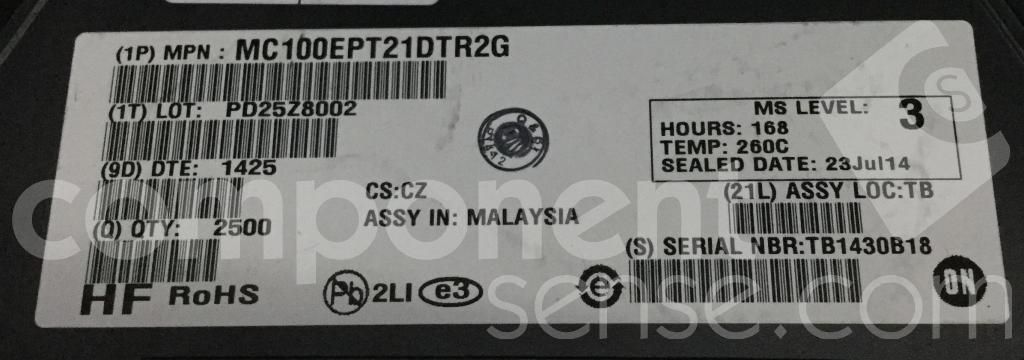 (1P) MPN : MC100EPT21DTR2G
(1T) LOT: PD25Z8002
(9D) DTE: 1425
(Q) QTY: 2500
HF RoHS
CS:CZ
ASSY IN: MALAYSIA
Pb 2LI e3
e
MS LEVEL: 3
HOURS: 168
TEMP: 260C
SEALED DATE: 23Jul14
(21L) ASSY LOC:TB
(S) SERIAL NBR:TB1430B18
ON
component
sense.com
CS